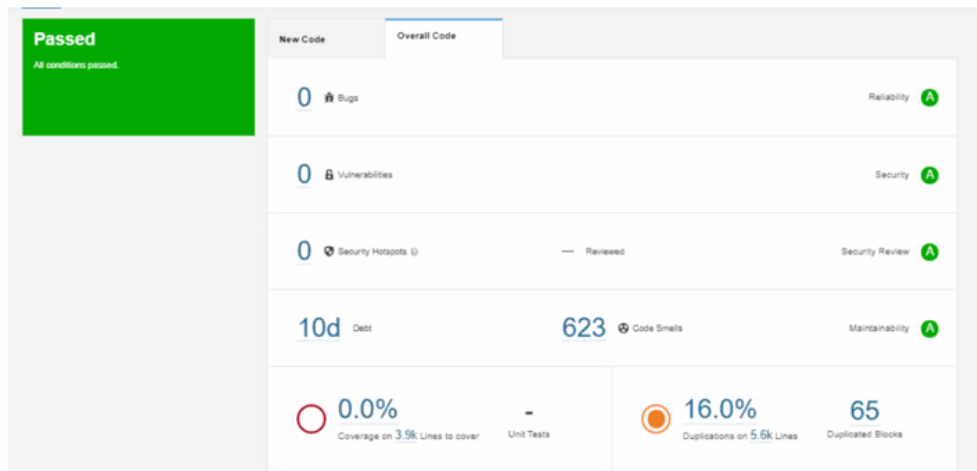 Passed
All conditions passed.
New Code
Overall Code
0 Bugs
Reliability A
0 Vulnerabilities
Security A
0 Security Hotspots
— Reviewed
Security Review A
10d Debt
623 Code Smells
Maintainability A
0.0%
Coverage on 3.9k Lines to cover
-
Unit Tests
16.0%
Duplications on 5.6k Lines
65
Duplicated Blocks